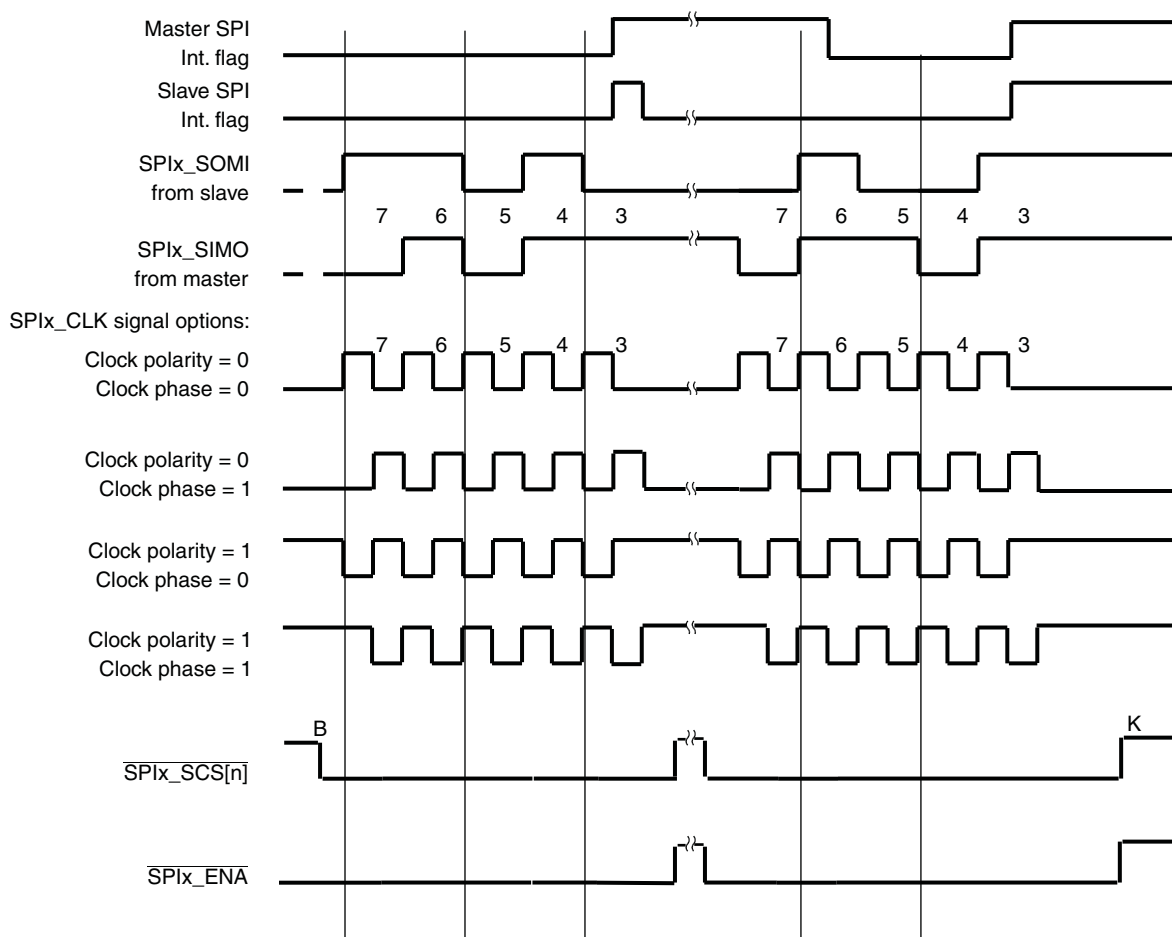 Master SPI
Int. flag
Slave SPI
Int. flag
SPIx_SOMI
from slave
7 6 5 4 3 7 6 5 4 3
SPIx_SIMO
from master
SPIx_CLK signal options:
7 6 5 4 3 7 6 5 4 3
Clock polarity = 0
Clock phase = 0
Clock polarity = 0
Clock phase = 1
Clock polarity = 1
Clock phase = 0
Clock polarity = 1
Clock phase = 1
B K
SPIx_SCS[n]
SPIx_ENA